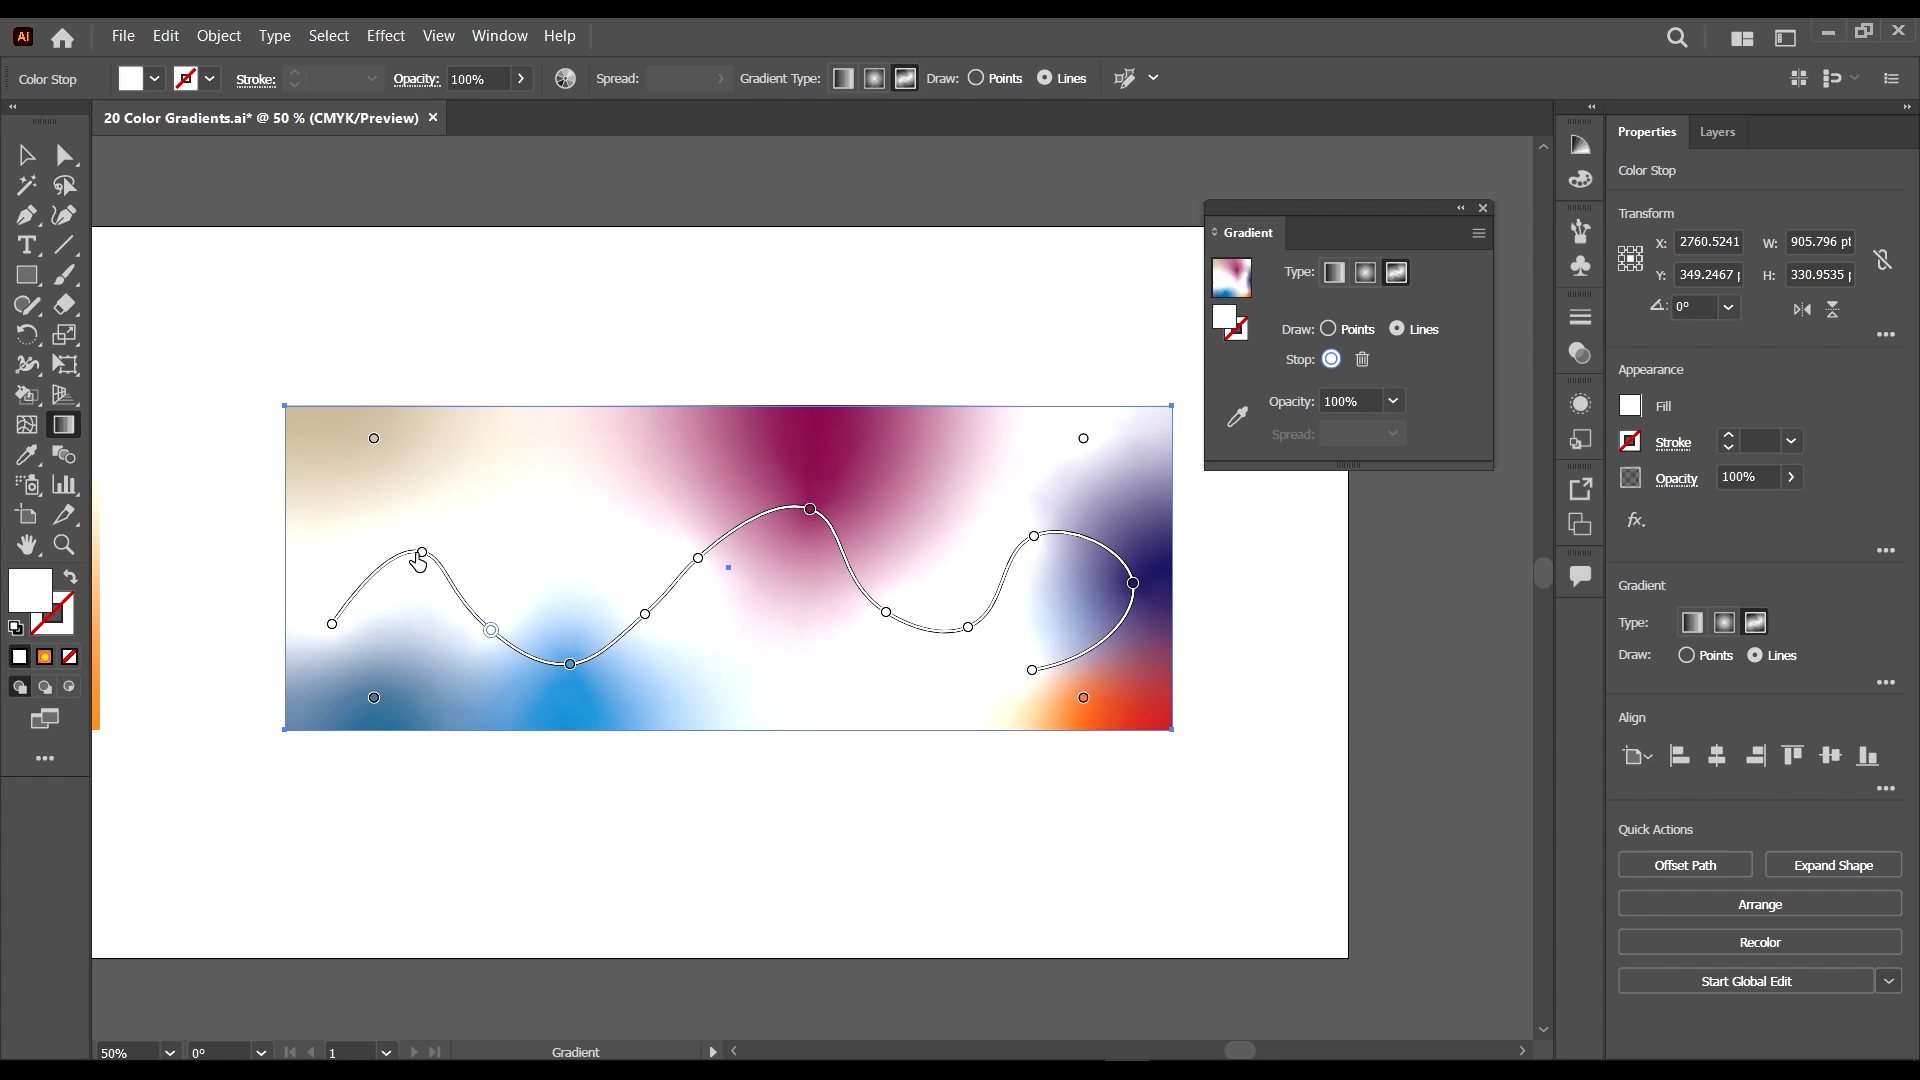 Ai File Edit Object Type Select Effect View Window Help
Color Stop Stroke: Opacity: 100% Spread: Gradient Type: Draw: Points Lines
20 Color Gradients.ai* @ 50 % (CMYK/Preview)
Gradient
Type:
Draw: Points Lines
Stop:
Opacity: 100%
Spread:
Properties Layers
Color Stop
Transform
X: 2760.5241 W: 905.796 pt
Y: 349.2467 p H: 330.9535 p
0°
Appearance
Fill
Stroke
Opacity 100%
fx.
Gradient
Type:
Draw: Points Lines
Align
Quick Actions
Offset Path Expand Shape
Arrange
Recolor
Start Global Edit
50% 0° 1 Gradient